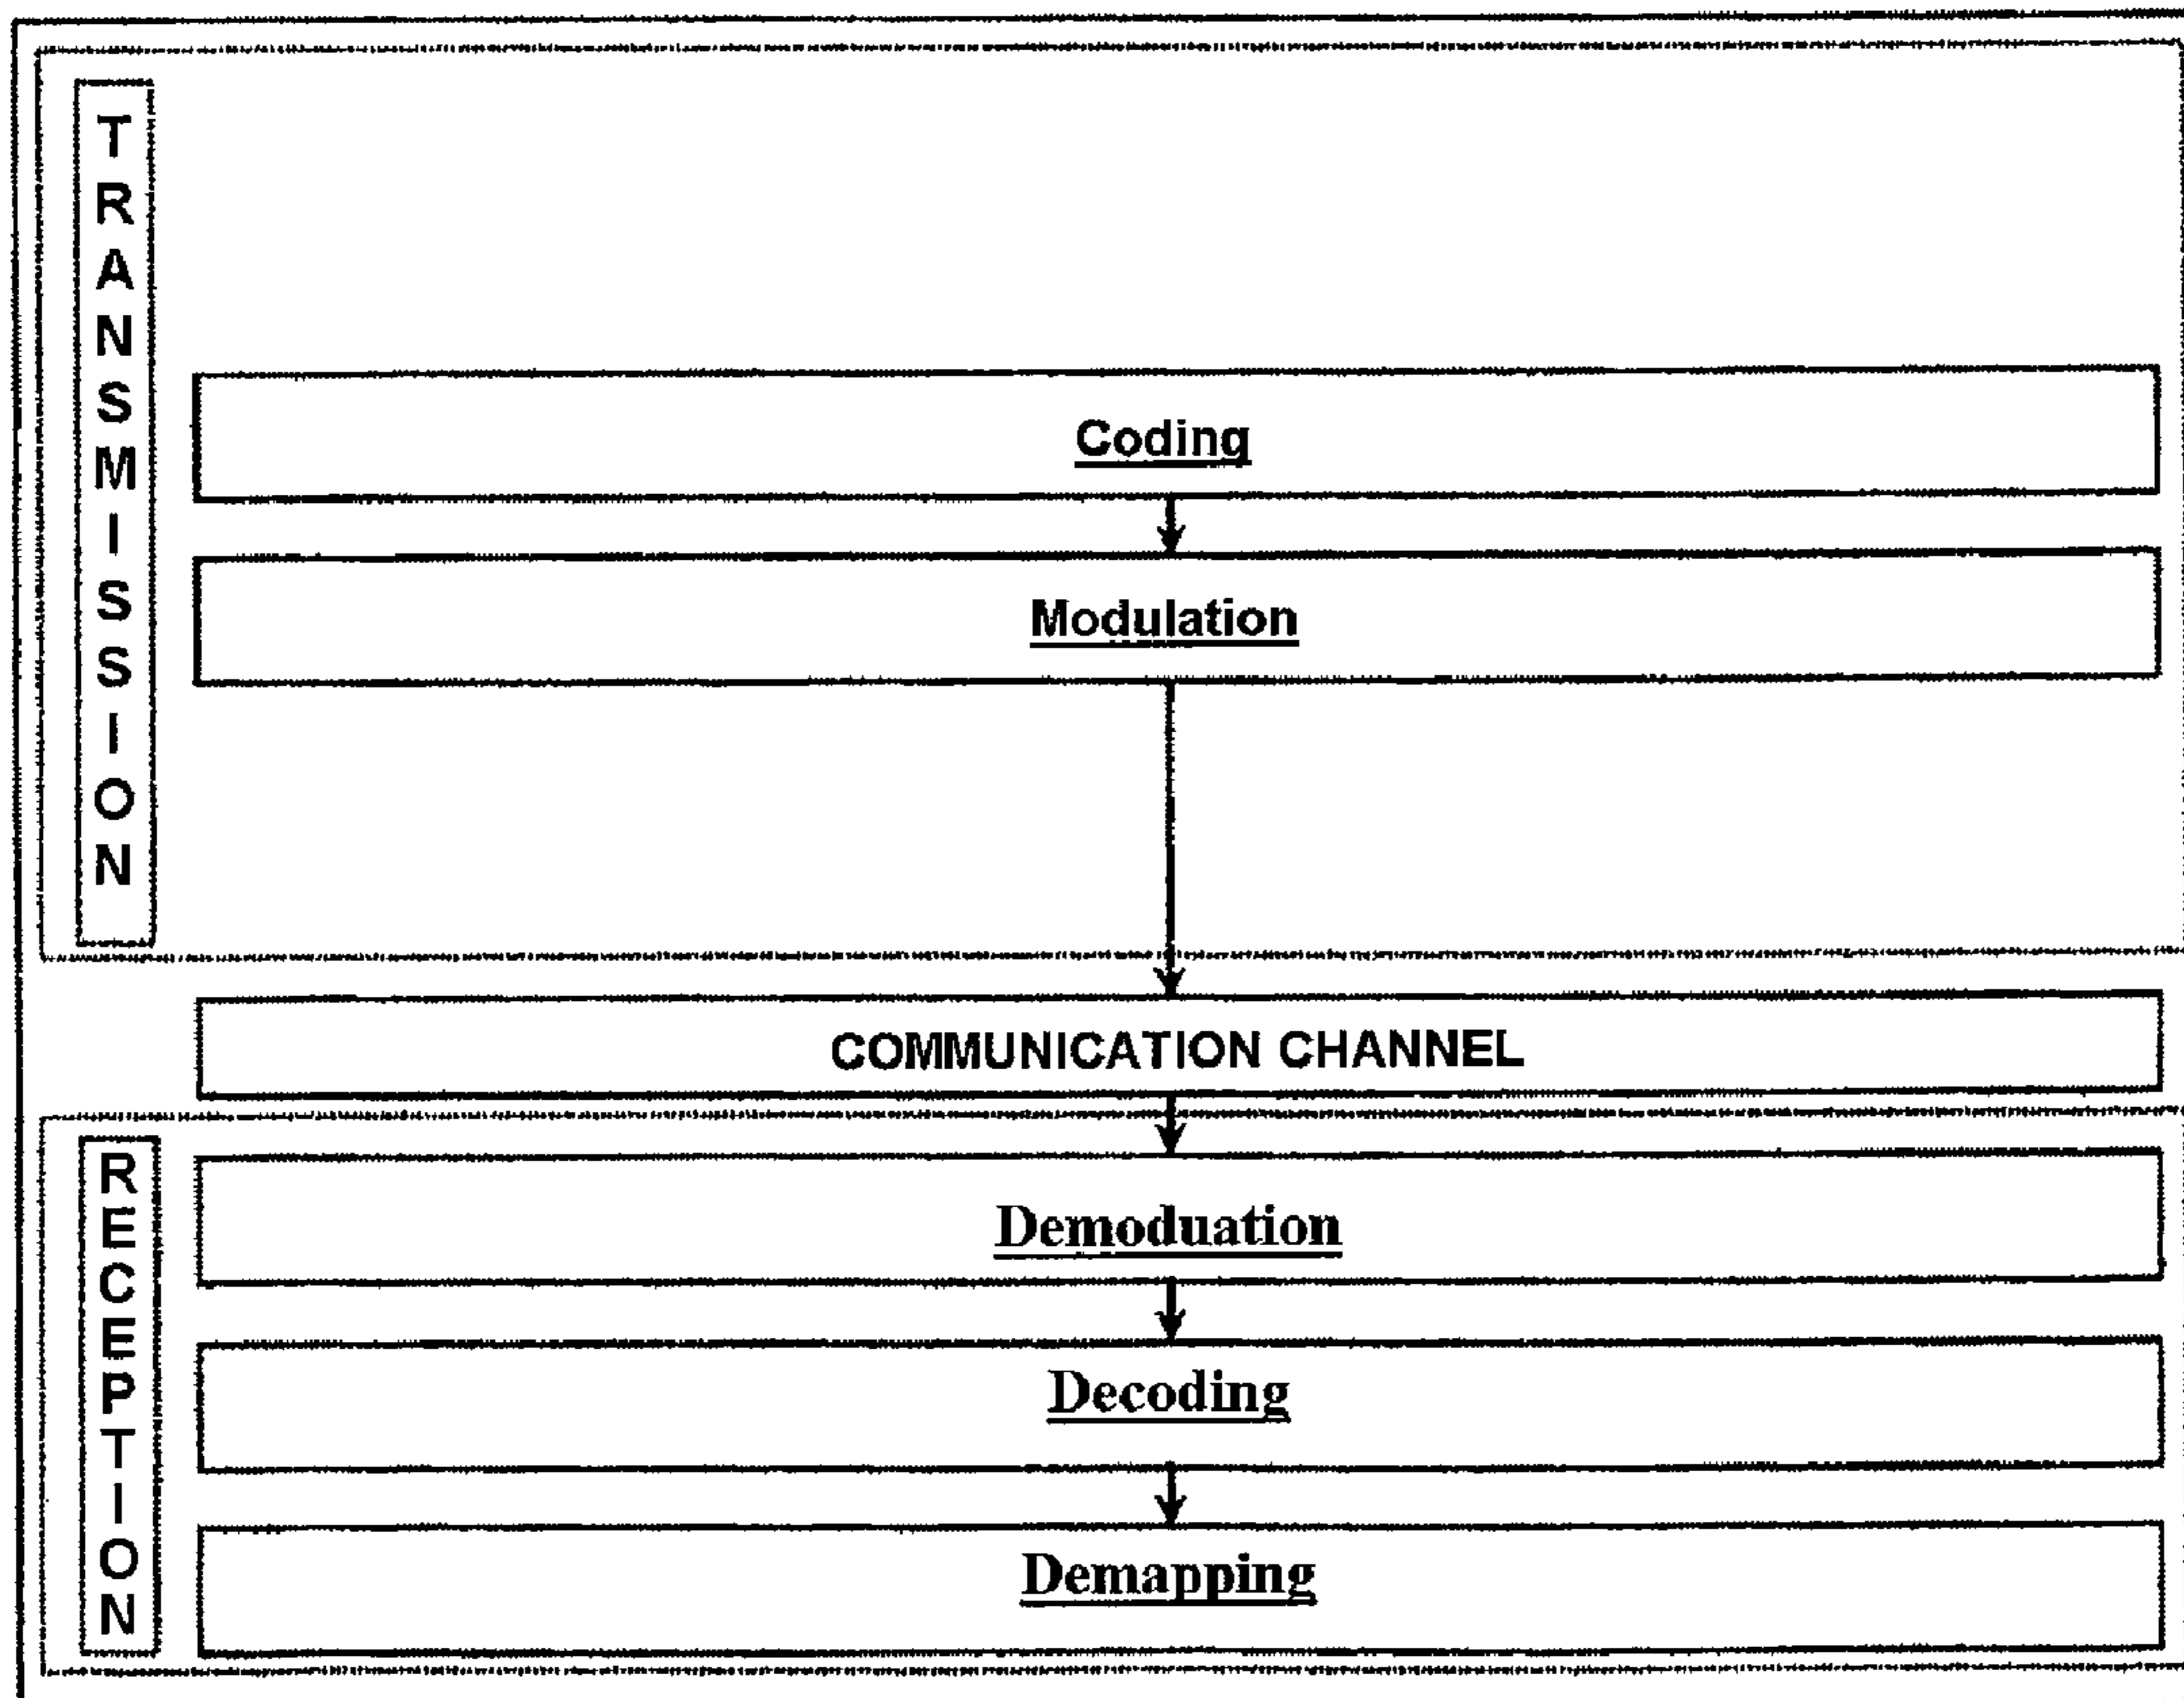 TRANSMISSION
Coding
Modulation
COMMUNICATION CHANNEL
RECEPTION
Demoduation
Decoding
Demapping